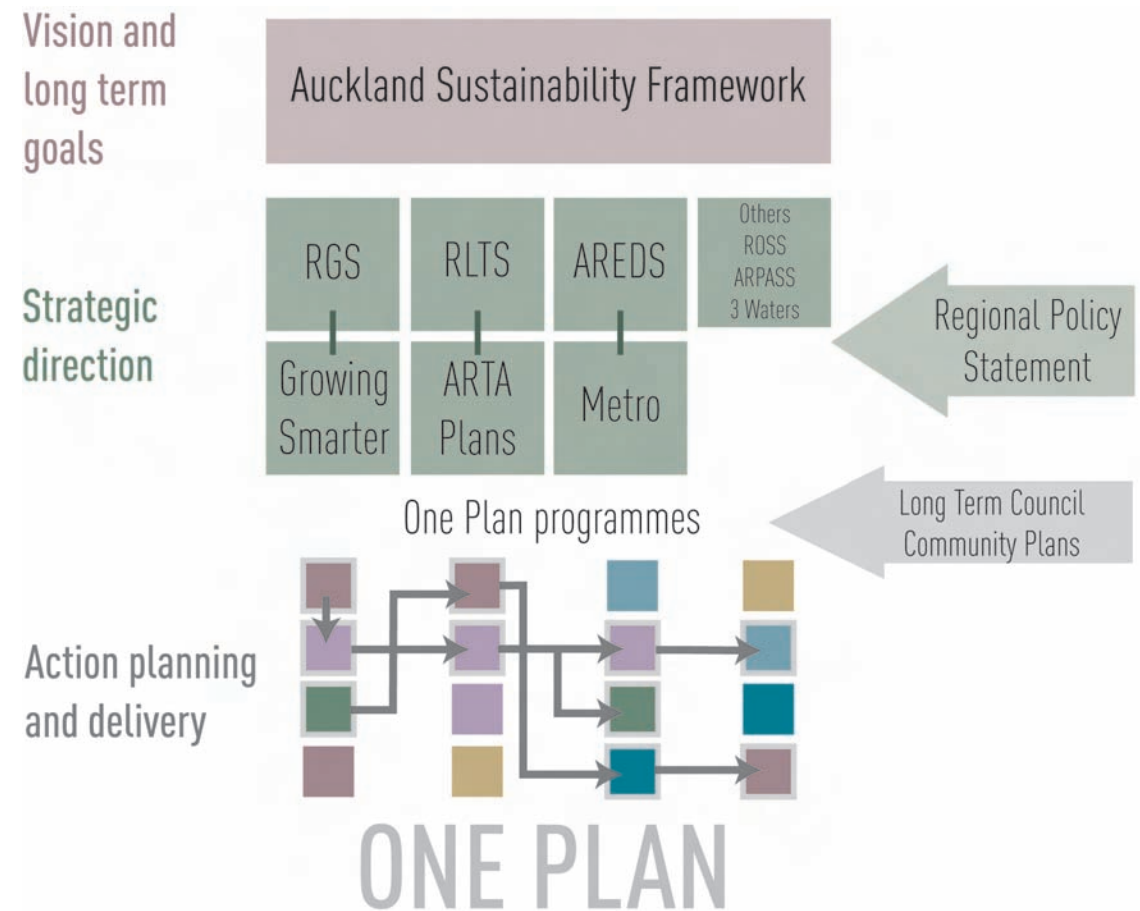 Vision and
long term
goals
Auckland Sustainability Framework
Strategic
direction
RGS
RLTS
AREDS
Others
ROSS
ARPASS
3 Waters
Growing
Smarter
ARTA
Plans
Metro
Regional Policy
Statement
One Plan programmes
Long Term Council
Community Plans
Action planning
and delivery
ONE PLAN